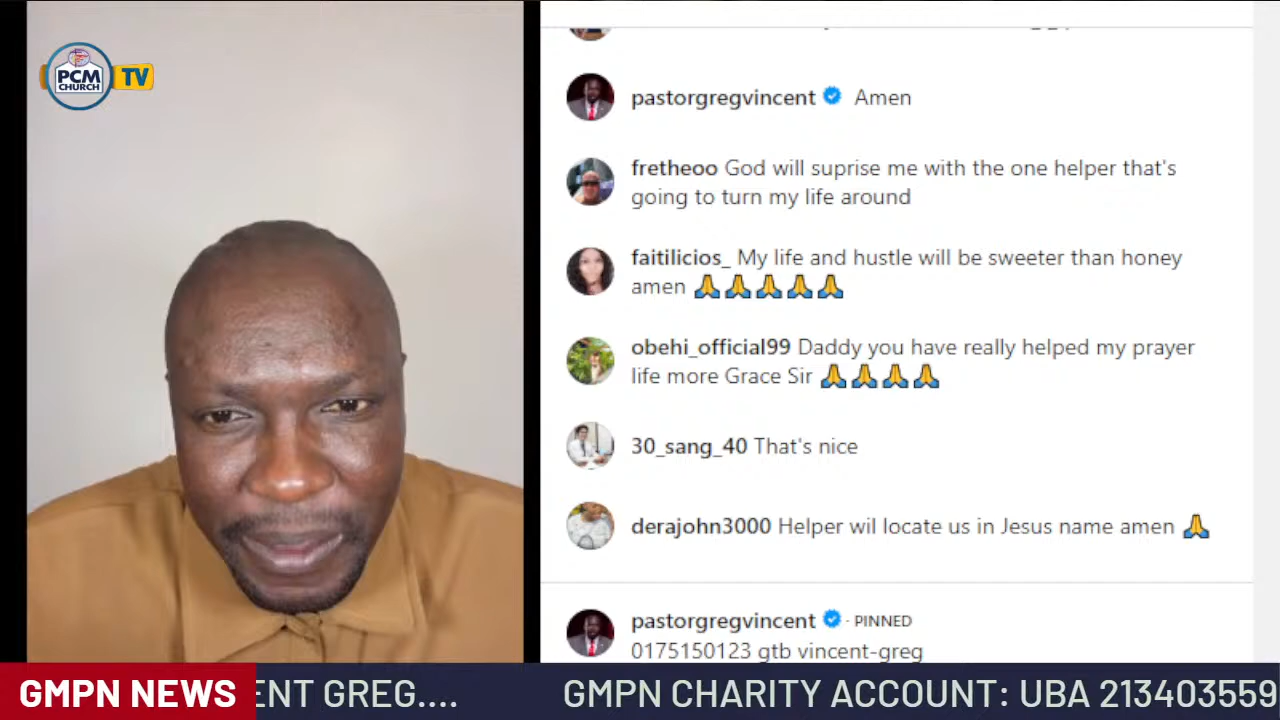 PCM
CHURCH
TV
pastorgregvincent Amen
fretheoo God will suprise me with the one helper that's
going to turn my life around
faitilicios_ My life and hustle will be sweeter than honey
amen 🙏🙏🙏🙏🙏
obehi_official99 Daddy you have really helped my prayer
life more Grace Sir 🙏🙏🙏🙏
30_sang_40 That's nice
derajohn3000 Helper wil locate us in Jesus name amen 🙏
pastorgregvincent · PINNED
0175150123 gtb vincent-greg
GMPN NEWS ENT GREG.... GMPN CHARITY ACCOUNT: UBA 213403559